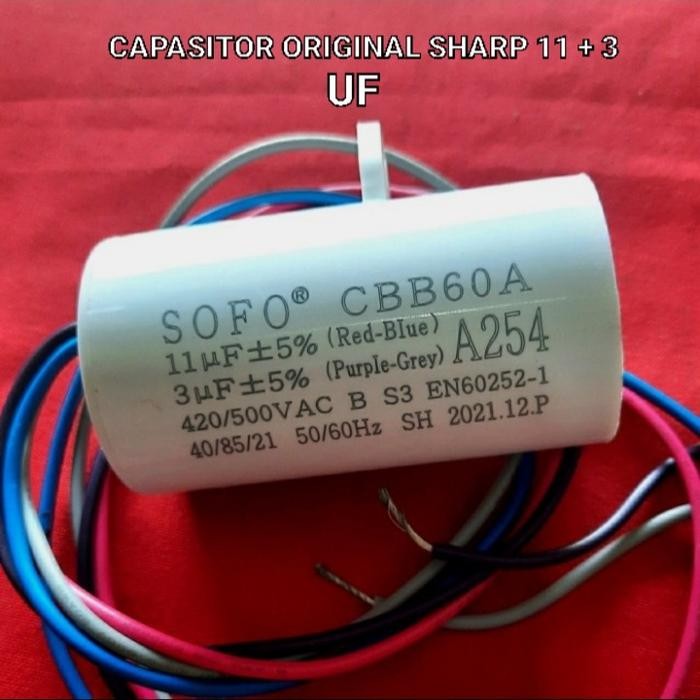 CAPASITOR ORIGINAL SHARP 11 + 3
UF
SOFO® CBB60A
11μF±5% (Red-Blue)
3μF±5% (Purple-Grey) A254
420/500VAC B S3 EN60252-1
40/85/21 50/60Hz SH 2021.12.P